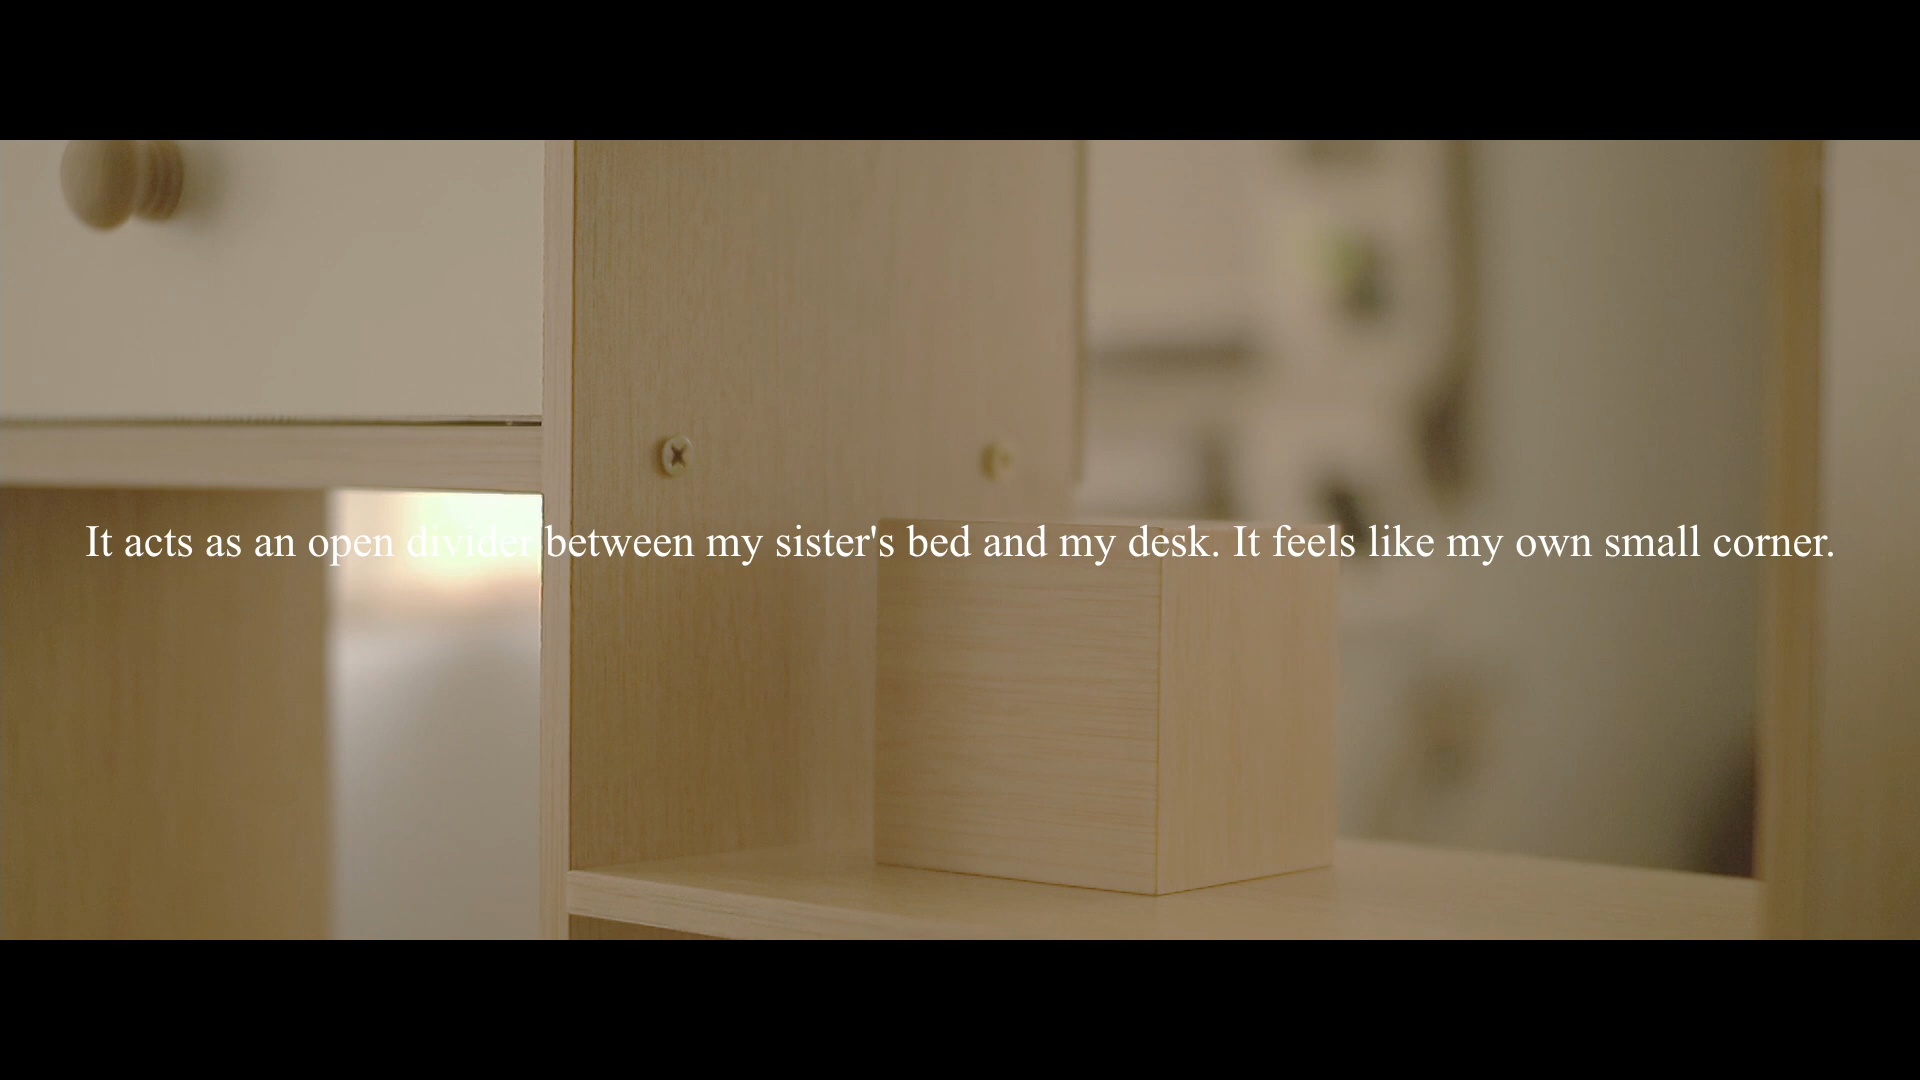 It acts as an open divider between my sister's bed and my desk. It feels like my own small corner.